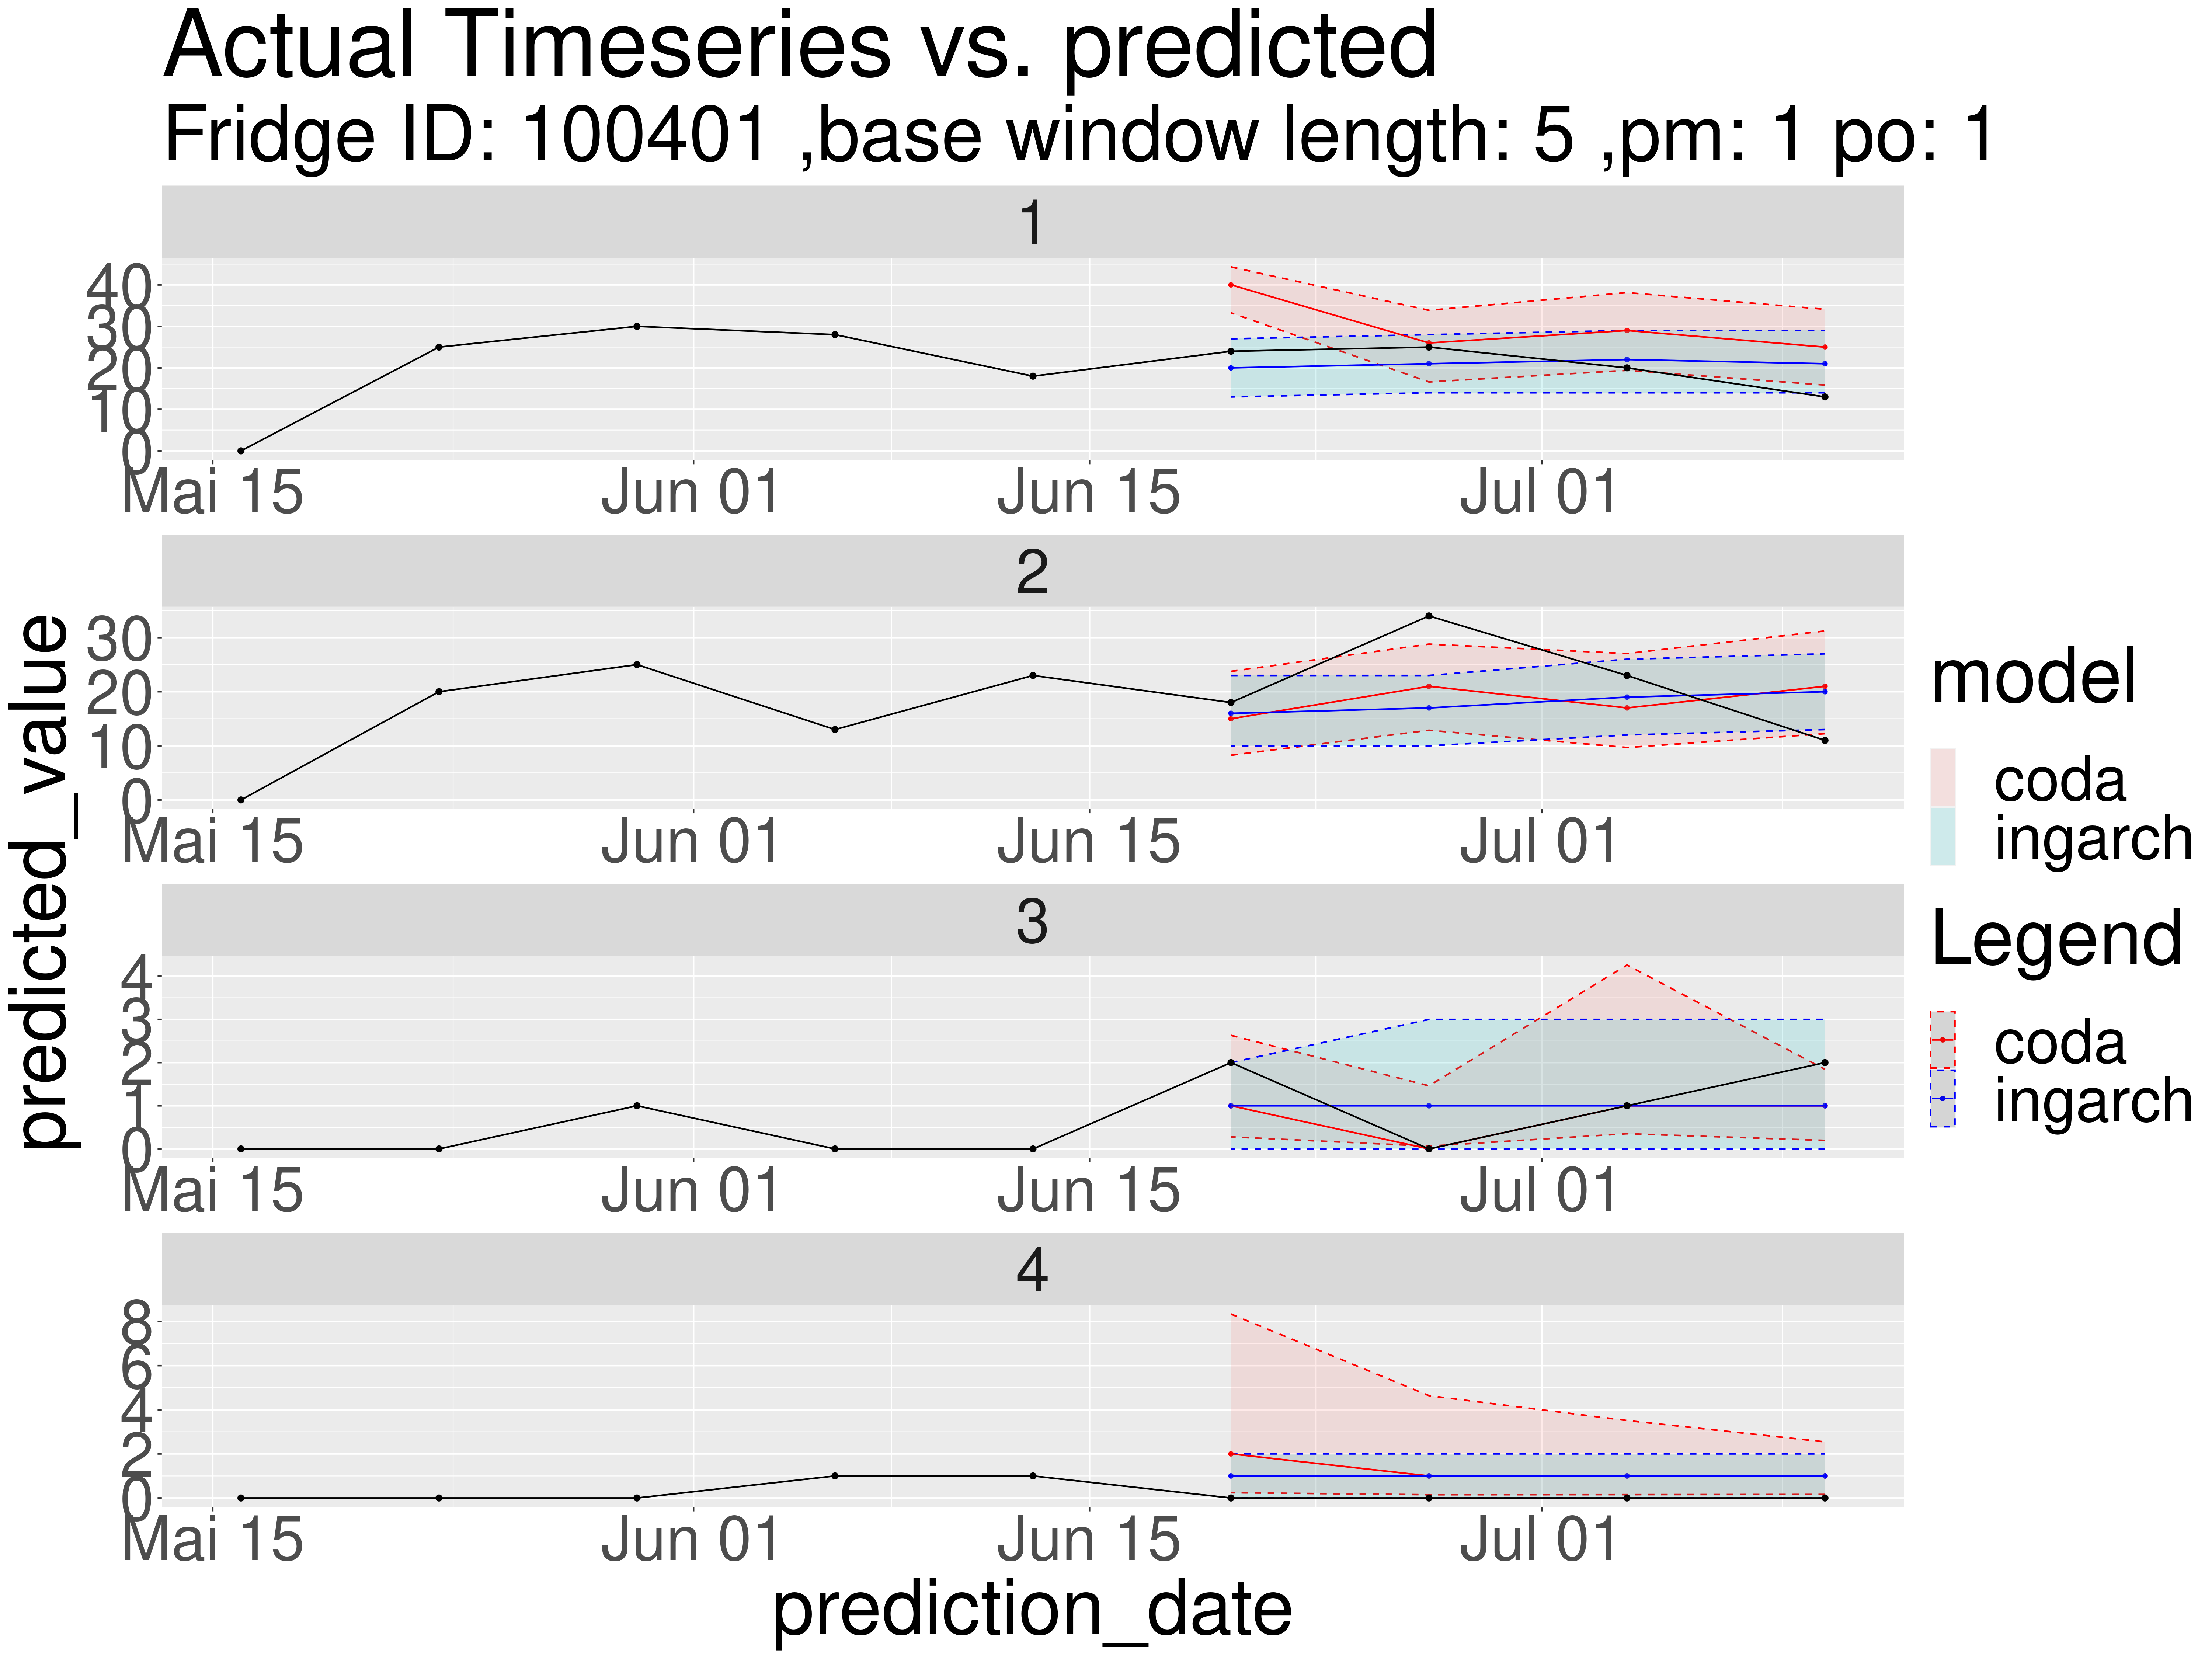 Actual Timeseries vs. predicted
Fridge ID: 100401 ,base window length: 5 ,pm: 1 po: 1
predicted_value
1
40
30
20
10
0
Mai 15 Jun 01 Jun 15 Jul 01
2
30
20
10
0
Mai 15 Jun 01 Jun 15 Jul 01
3
4
3
2
1
0
Mai 15 Jun 01 Jun 15 Jul 01
4
8
6
4
2
0
Mai 15 Jun 01 Jun 15 Jul 01
prediction_date
model
coda
ingarch
Legend
coda
ingarch